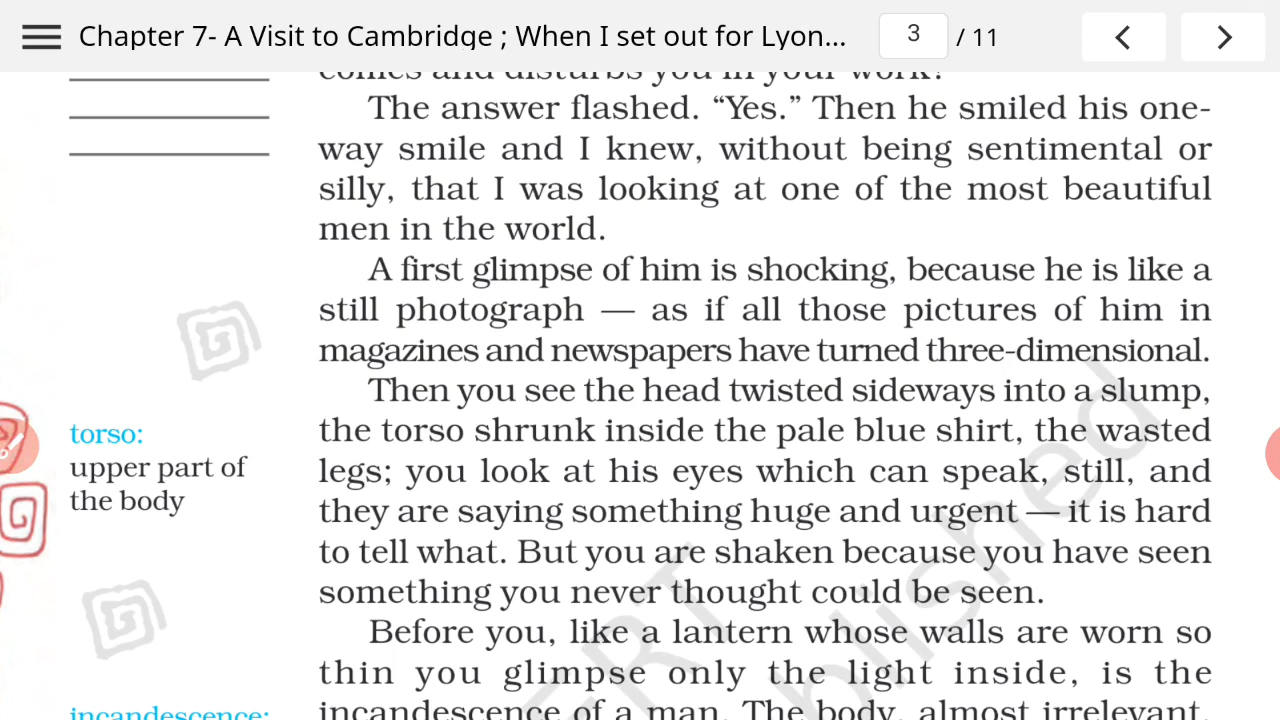 Chapter 7- A Visit to Cambridge ; When I set out for Lyon...
3 / 11
comes and disturbs you in your work?
The answer flashed. “Yes.” Then he smiled his one-
way smile and I knew, without being sentimental or
silly, that I was looking at one of the most beautiful
men in the world.
A first glimpse of him is shocking, because he is like a
still photograph — as if all those pictures of him in
magazines and newspapers have turned three-dimensional.
Then you see the head twisted sideways into a slump,
the torso shrunk inside the pale blue shirt, the wasted
legs; you look at his eyes which can speak, still, and
they are saying something huge and urgent — it is hard
to tell what. But you are shaken because you have seen
something you never thought could be seen.
Before you, like a lantern whose walls are worn so
thin you glimpse only the light inside, is the
incandescence of a man. The body, almost irrelevant,
torso:
upper part of
the body
incandescence: